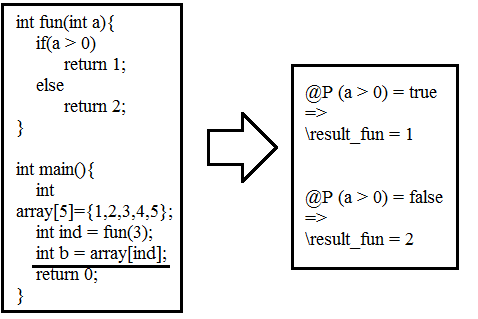 int fun(int a){
if(a > 0)
return 1;
else
return 2;
}
int main(){
int
array[5]={1,2,3,4,5};
int ind = fun(3);
int b = array[ind];
return 0;
}
@P (a > 0) = true
=>
\result_fun = 1
@P (a > 0) = false
=>
\result_fun = 2